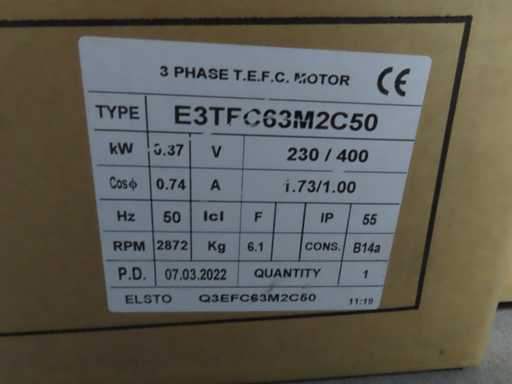 3 PHASE T.E.F.C. MOTOR CE
TYPE E3TFC63M2C50
kW 0.37 V 230 / 400
Cosϕ 0.74 A 1.73/1.00
Hz 50 Icl F IP 55
RPM 2872 Kg 6.1 CONS. B14a
P.D. 07.03.2022 QUANTITY 1
ELSTO Q3EFC63M2C50 11:19